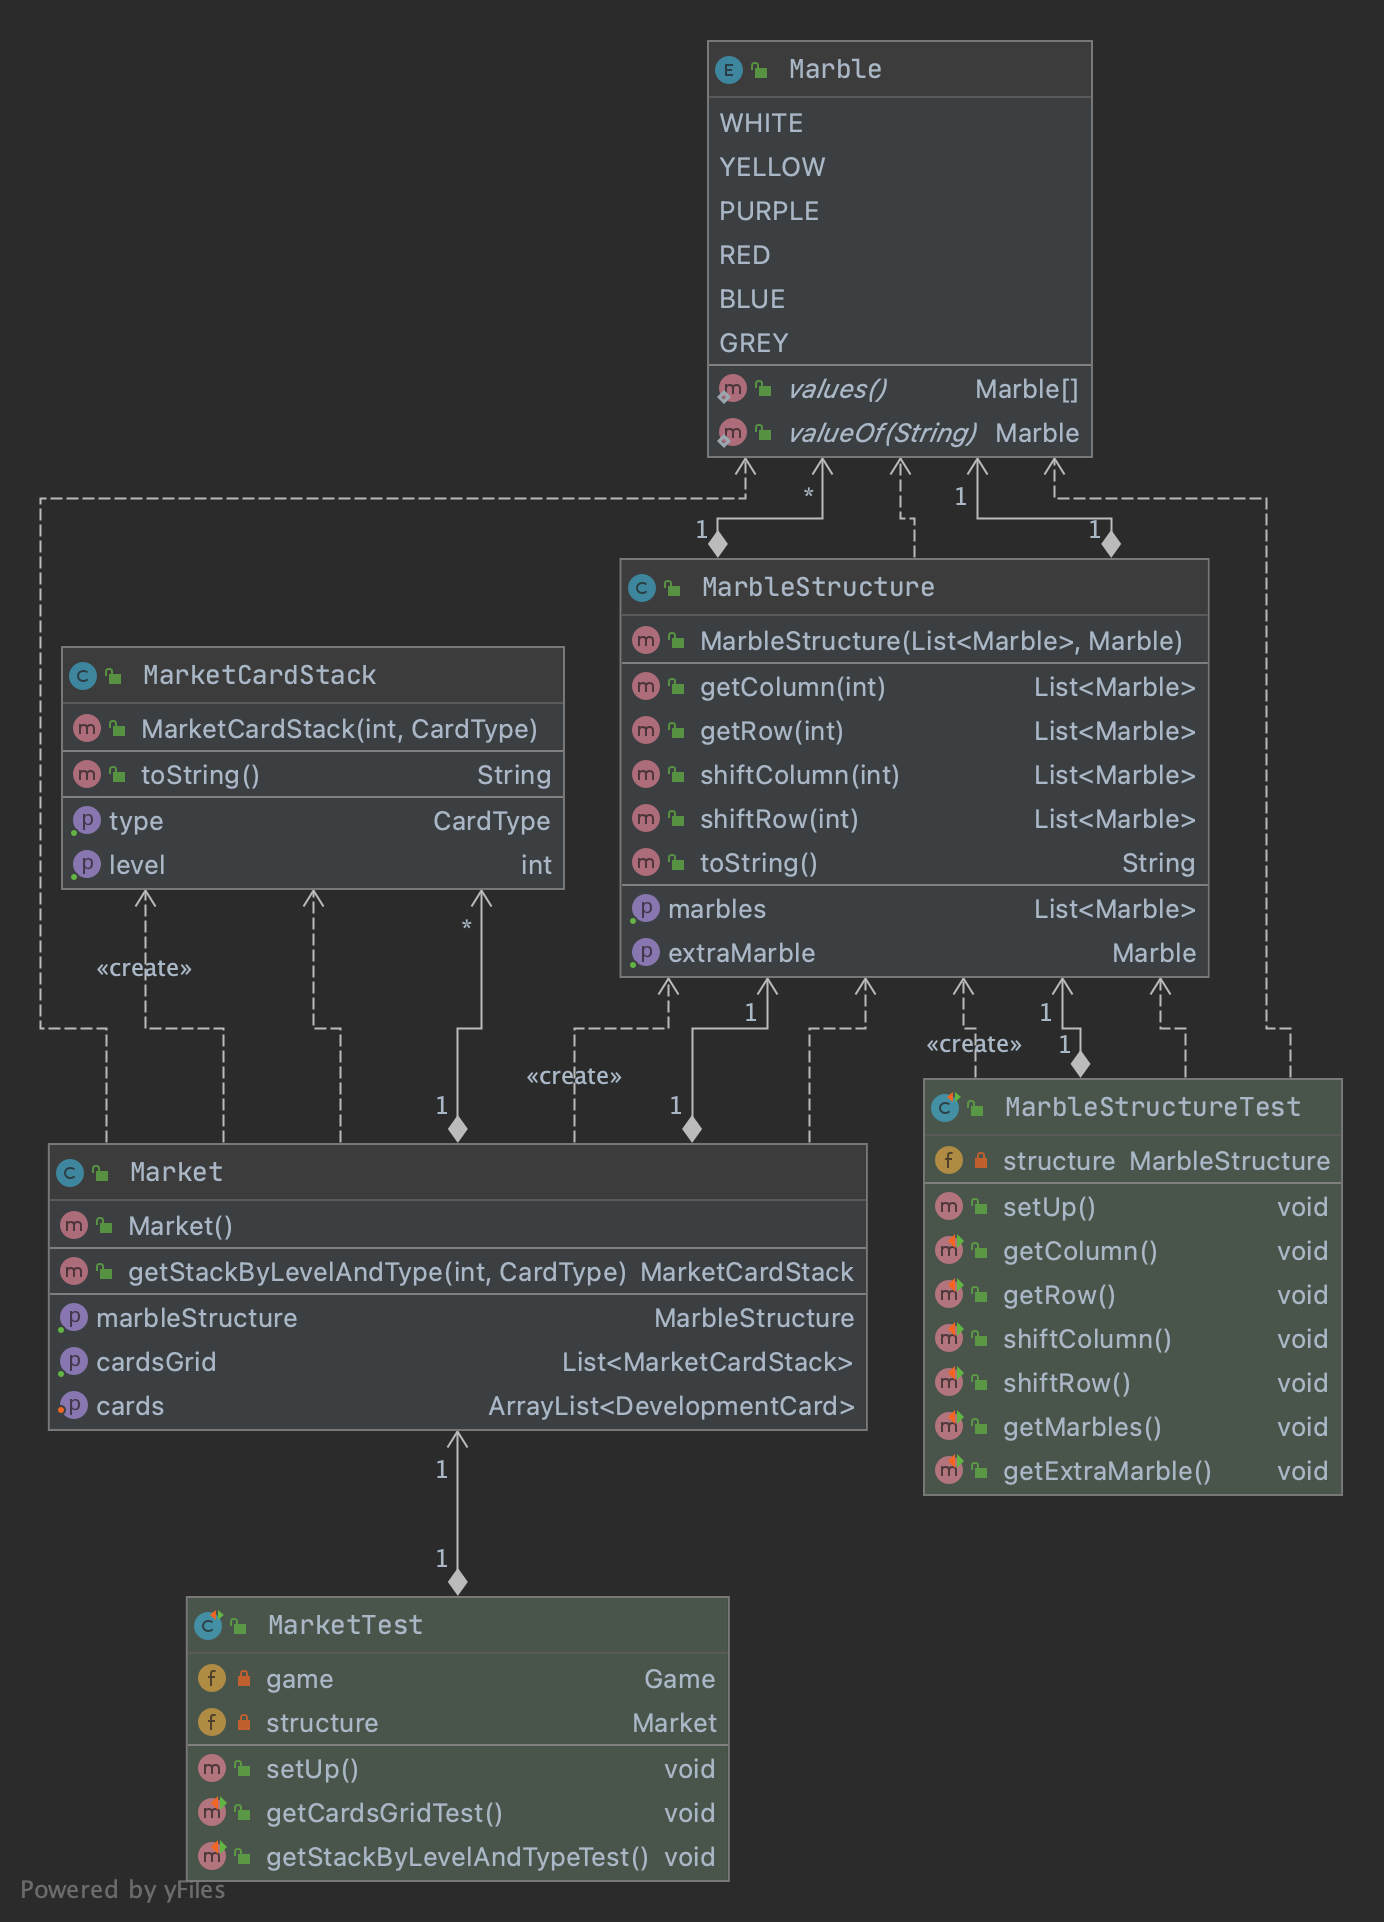 Marble
WHITE
YELLOW
PURPLE
RED
BLUE
GREY
values() Marble[]
valueOf(String) Marble
* 1
1 1
MarbleStructure
MarbleStructure(List<Marble>, Marble)
getColumn(int) List<Marble>
getRow(int) List<Marble>
shiftColumn(int) List<Marble>
shiftRow(int) List<Marble>
toString() String
marbles List<Marble>
extraMarble Marble
MarketCardStack
MarketCardStack(int, CardType)
toString() String
type CardType
level int
«create»
*
1
«create»
1
1
«create»
1
1
Market
Market()
getStackByLevelAndType(int, CardType) MarketCardStack
marbleStructure MarbleStructure
cardsGrid List<MarketCardStack>
cards ArrayList<DevelopmentCard>
MarbleStructureTest
structure MarbleStructure
setUp() void
getColumn() void
getRow() void
shiftColumn() void
shiftRow() void
getMarbles() void
getExtraMarble() void
1
1
MarketTest
game Game
structure Market
setUp() void
getCardsGridTest() void
getStackByLevelAndTypeTest() void
Powered by yFiles